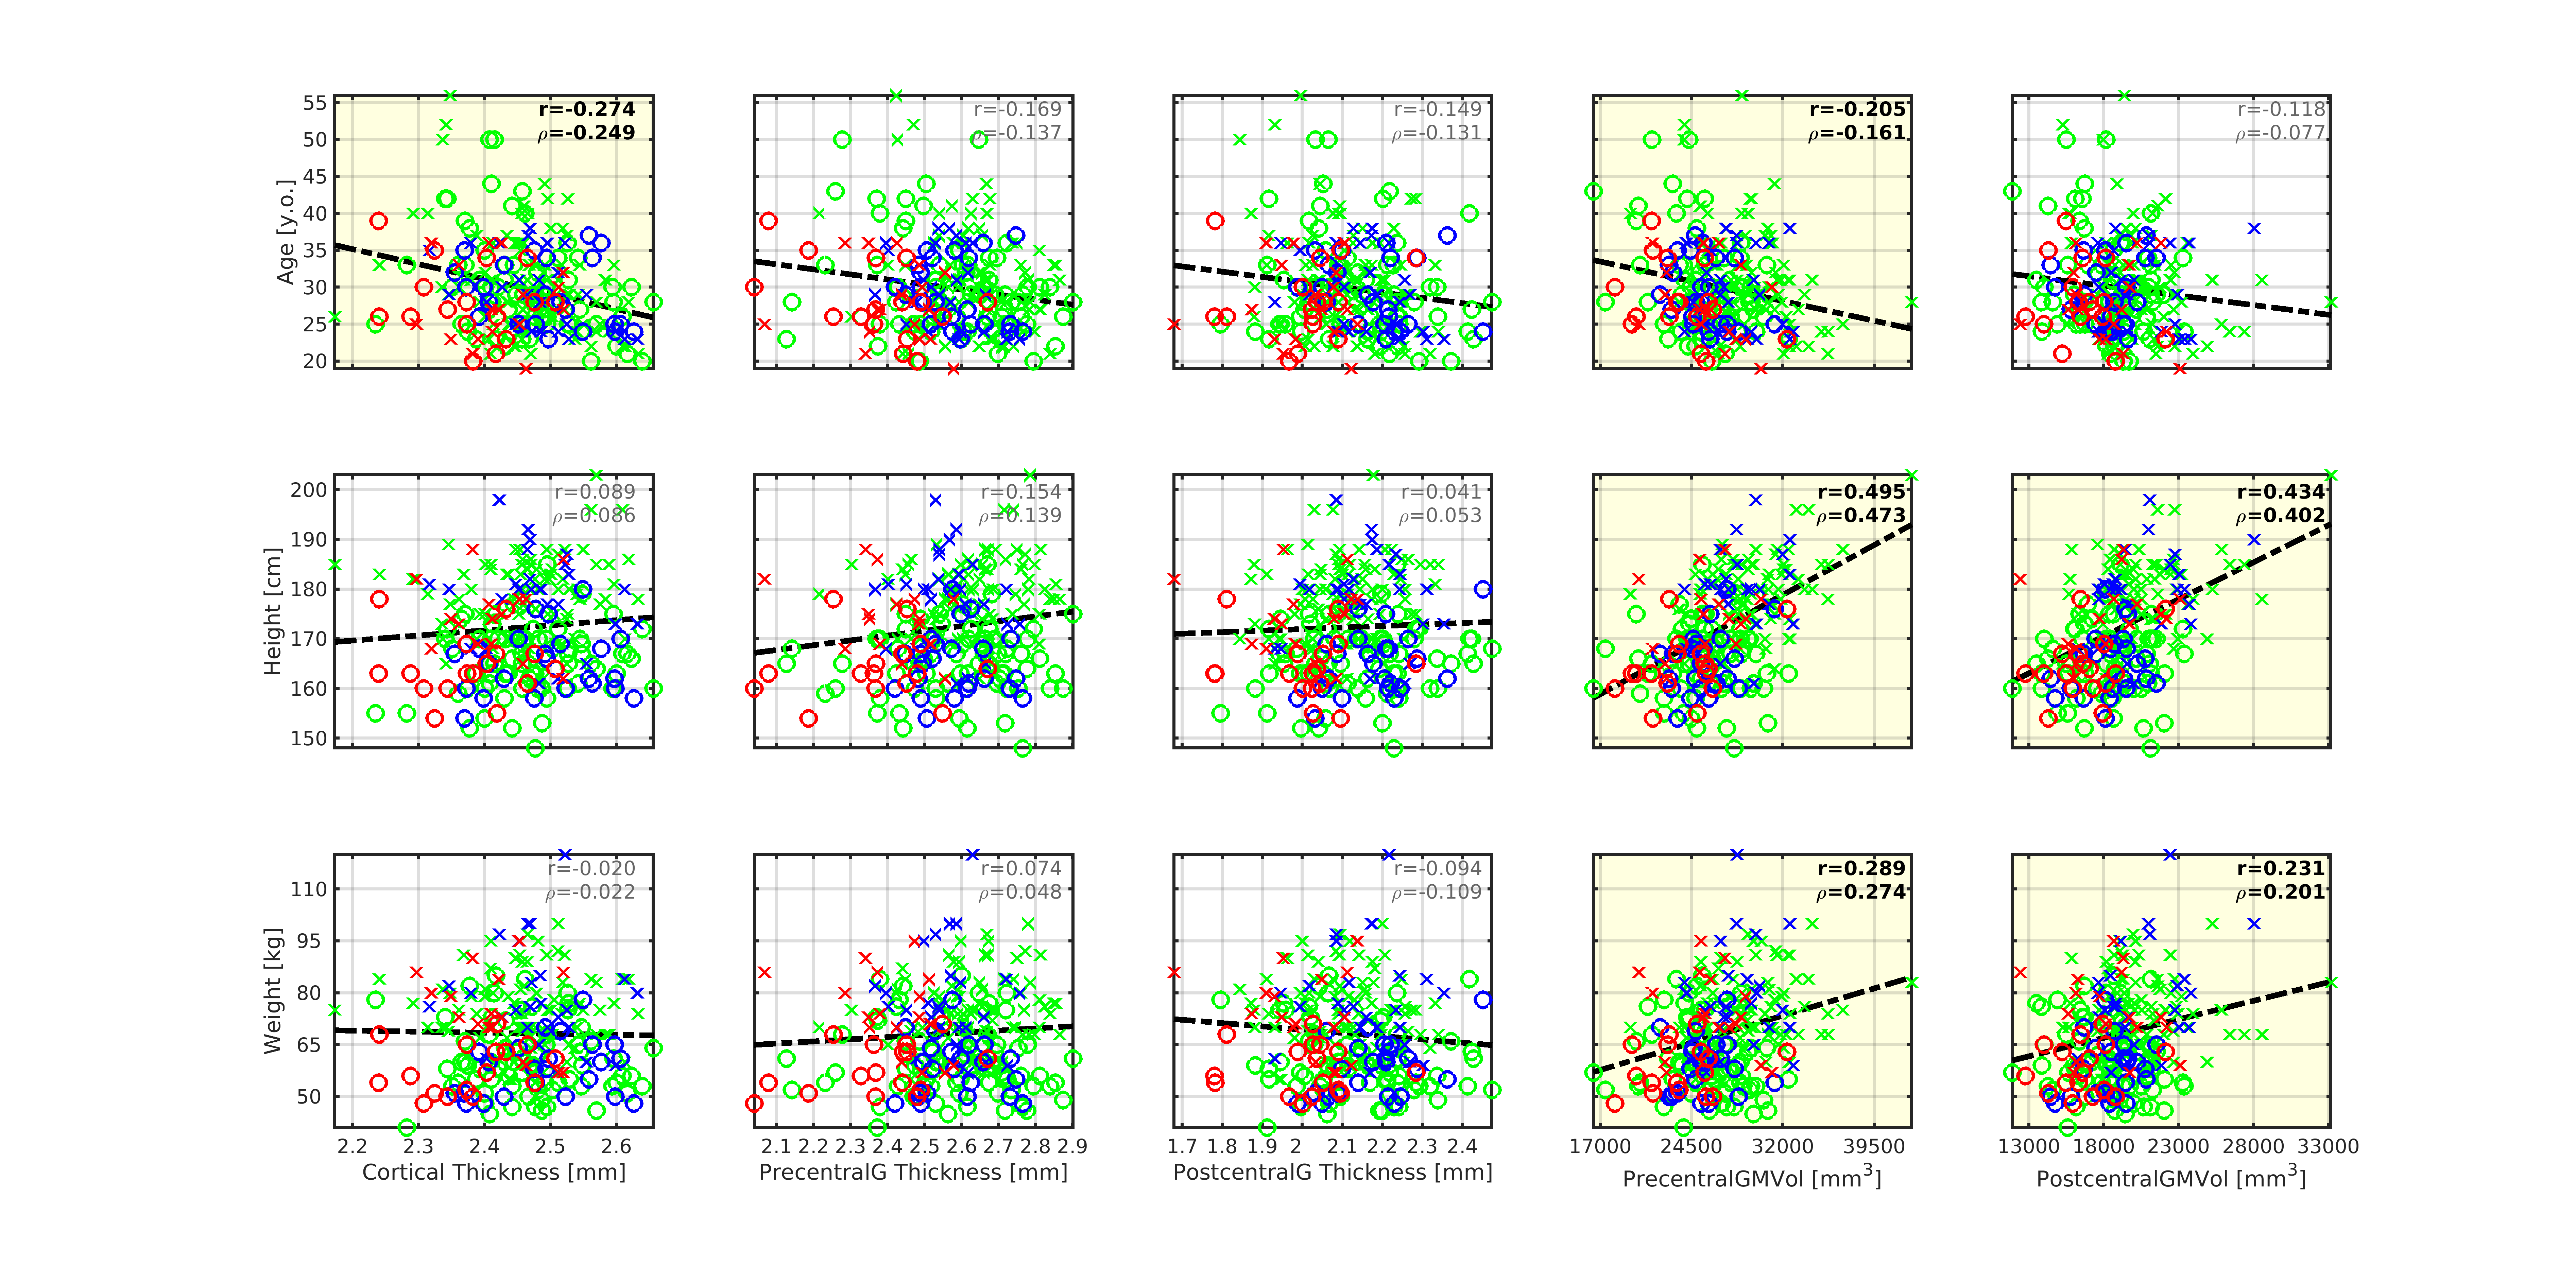 55
50
45
40
35
30
25
20
Age [y.o.]
r=-0.274
ρ=-0.249
r=-0.169
ρ=-0.137
r=-0.149
ρ=-0.131
r=-0.205
ρ=-0.161
r=-0.118
ρ=-0.077
200
190
180
170
160
150
Height [cm]
r=0.089
ρ=0.086
r=0.154
ρ=0.139
r=0.041
ρ=0.053
r=0.495
ρ=0.473
r=0.434
ρ=0.402
110
95
80
65
50
Weight [kg]
r=-0.020
ρ=-0.022
r=0.074
ρ=0.048
r=-0.094
ρ=-0.109
r=0.289
ρ=0.274
r=0.231
ρ=0.201
2.2 2.3 2.4 2.5 2.6
Cortical Thickness [mm]
2.1 2.2 2.3 2.4 2.5 2.6 2.7 2.8 2.9
PrecentralG Thickness [mm]
1.7 1.8 1.9 2 2.1 2.2 2.3 2.4
PostcentralG Thickness [mm]
17000 24500 32000 39500
PrecentralGMVol [mm³]
13000 18000 23000 28000 33000
PostcentralGMVol [mm³]